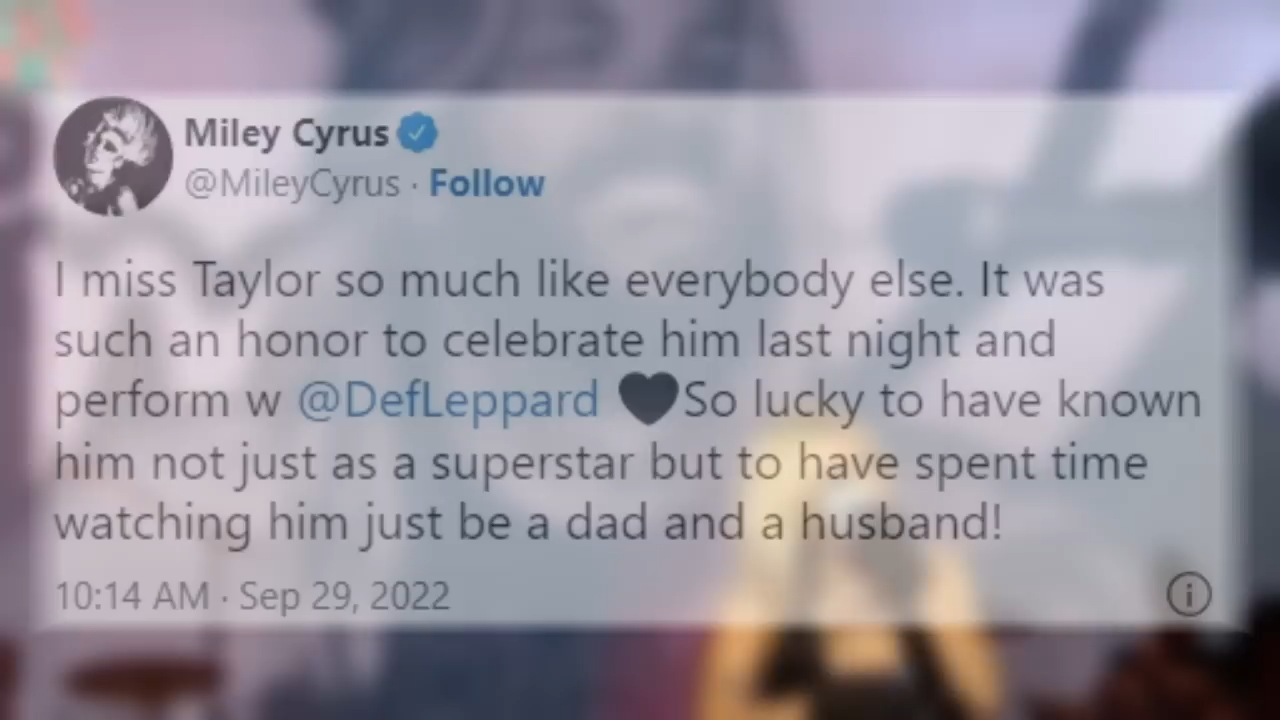 Miley Cyrus
@MileyCyrus · Follow
I miss Taylor so much like everybody else. It was
such an honor to celebrate him last night and
perform w @DefLeppard 🖤So lucky to have known
him not just as a superstar but to have spent time
watching him just be a dad and a husband!
10:14 AM · Sep 29, 2022